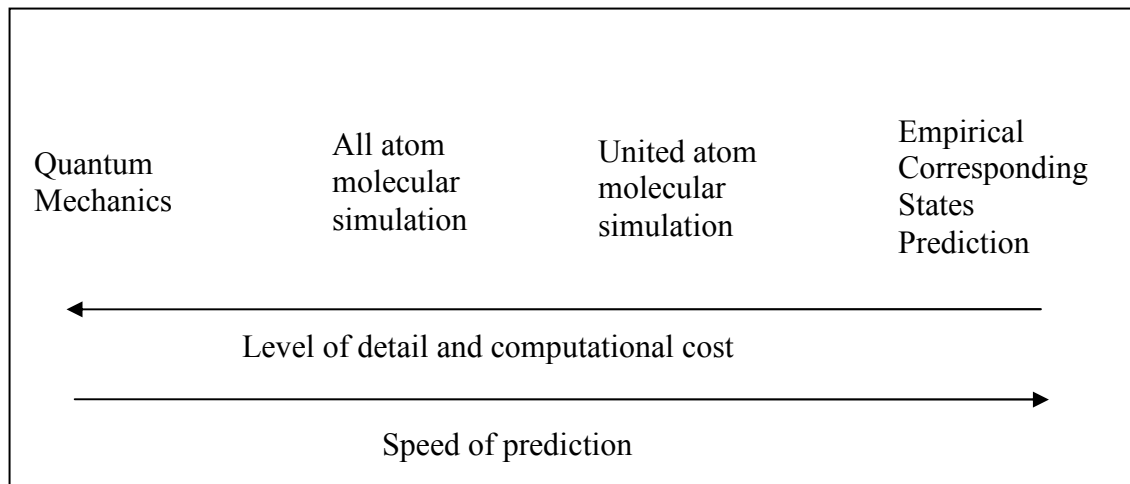 Quantum
Mechanics
All atom
molecular
simulation
United atom
molecular
simulation
Empirical
Corresponding
States
Prediction
Level of detail and computational cost
Speed of prediction